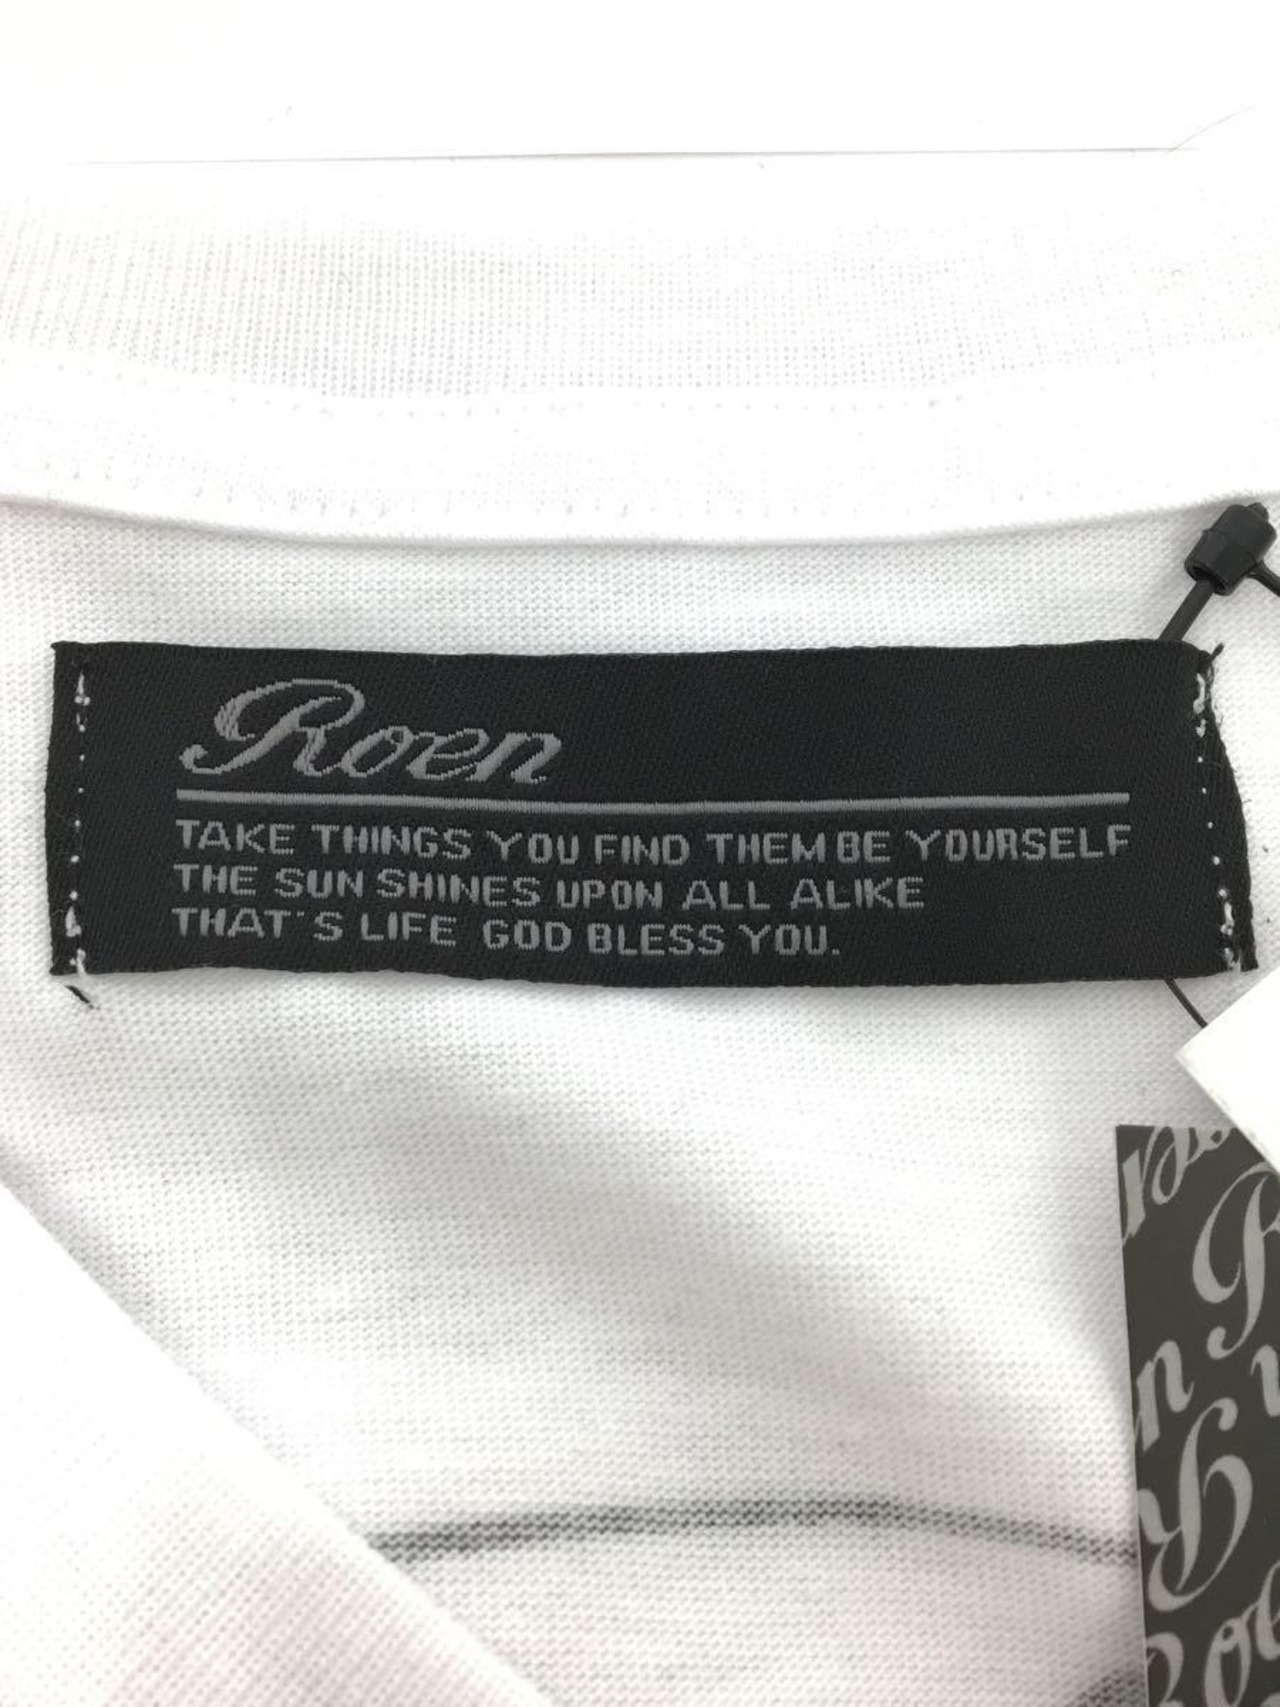 Roen
TAKE THINGS YOU FIND THEM BE YOURSELF
THE SUN SHINES UPON ALL ALIKE
THAT'S LIFE GOD BLESS YOU.